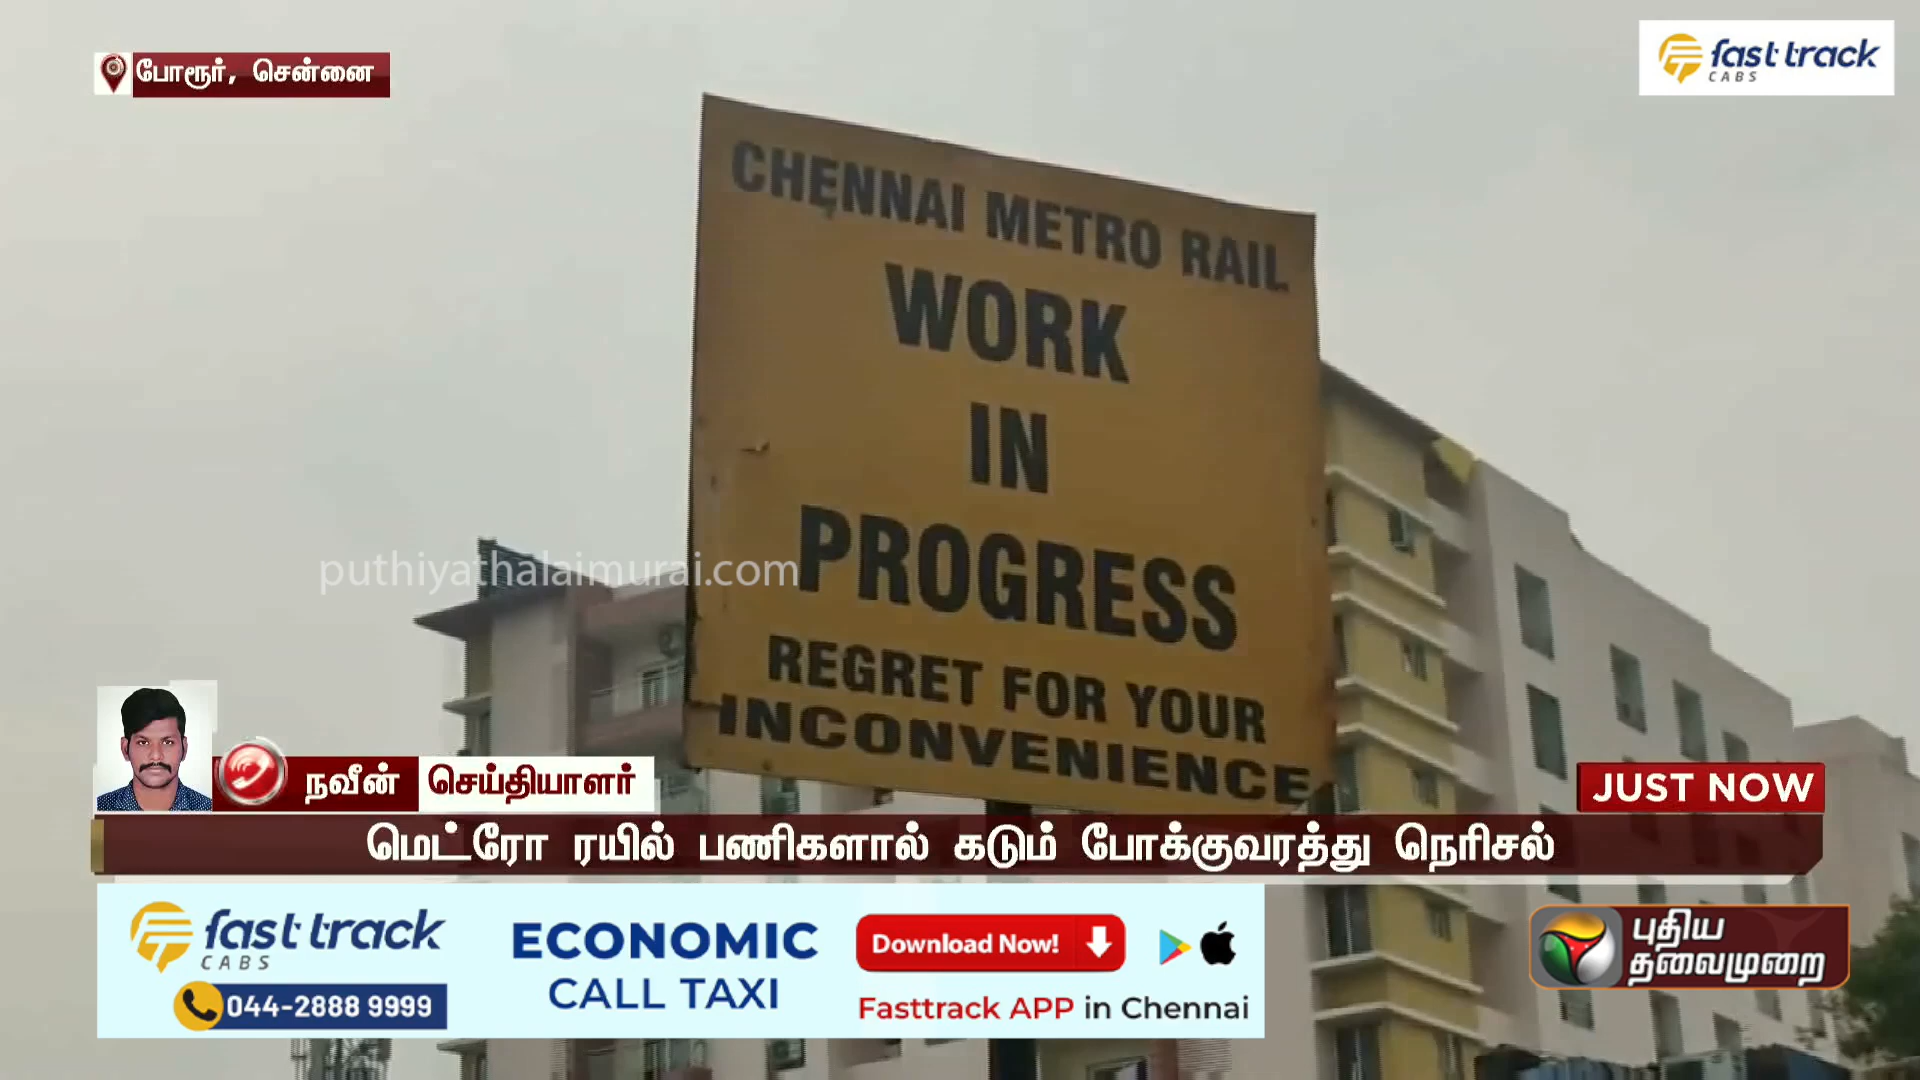 போரூர், சென்னை
fast track
CABS
CHENNAI METRO RAIL
WORK
IN
PROGRESS
REGRET FOR YOUR
INCONVENIENCE
puthiyathalaimurai.com
நவீன் செய்தியாளர்
JUST NOW
மெட்ரோ ரயில் பணிகளால் கடும் போக்குவரத்து நெரிசல்
fast track
CABS
044-2888 9999
ECONOMIC
CALL TAXI
Download Now!
Fasttrack APP in Chennai
புதிய
தலைமுறை